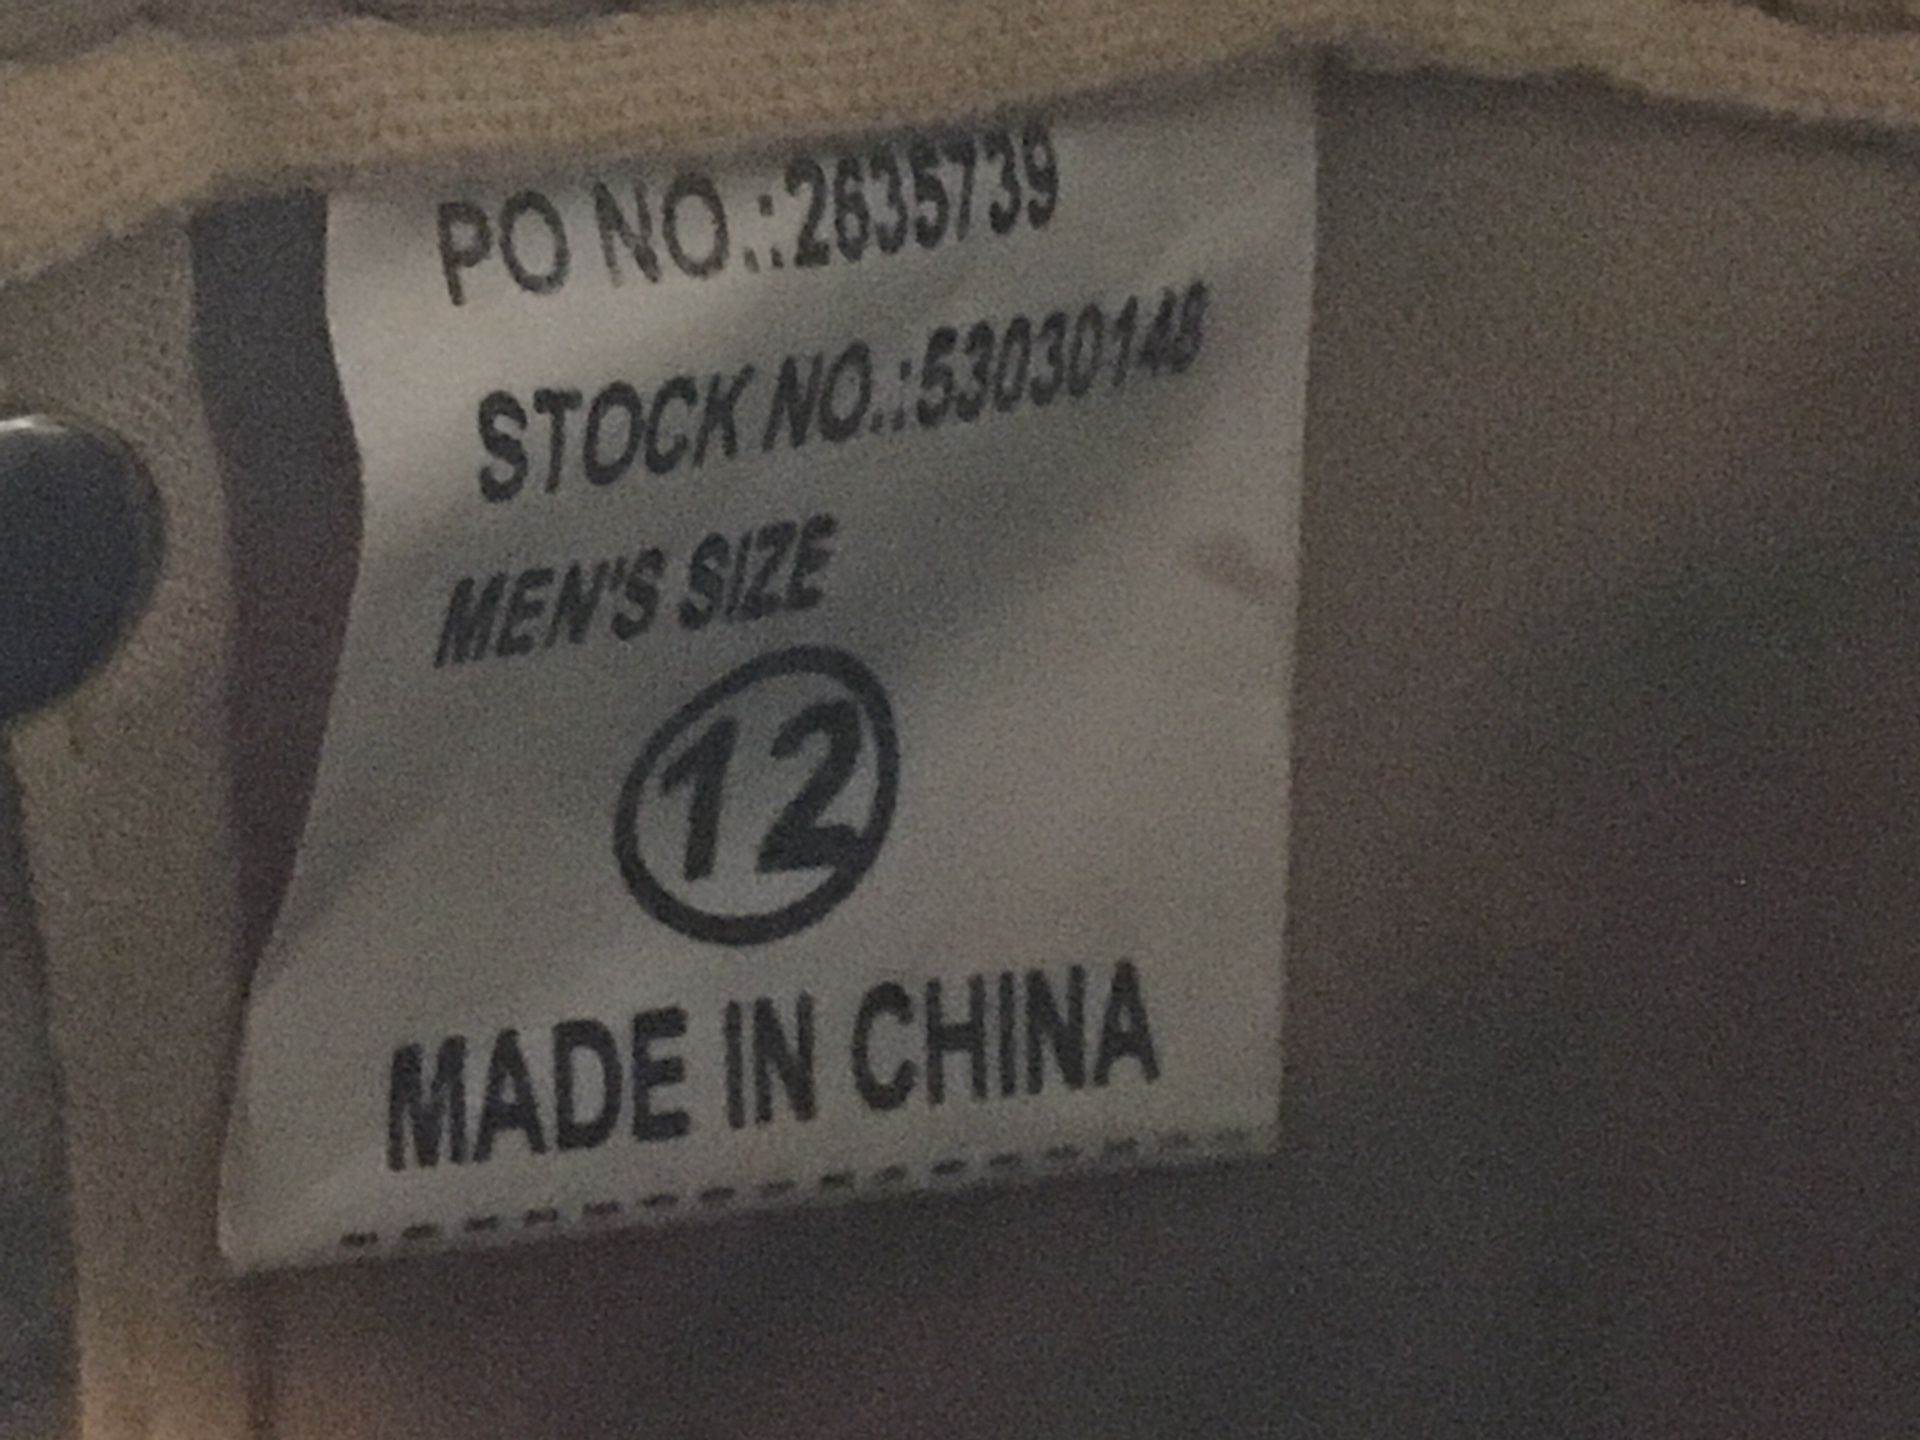 PO NO.:2635739
STOCK NO.:53030148
MEN'S SIZE
12
MADE IN CHINA